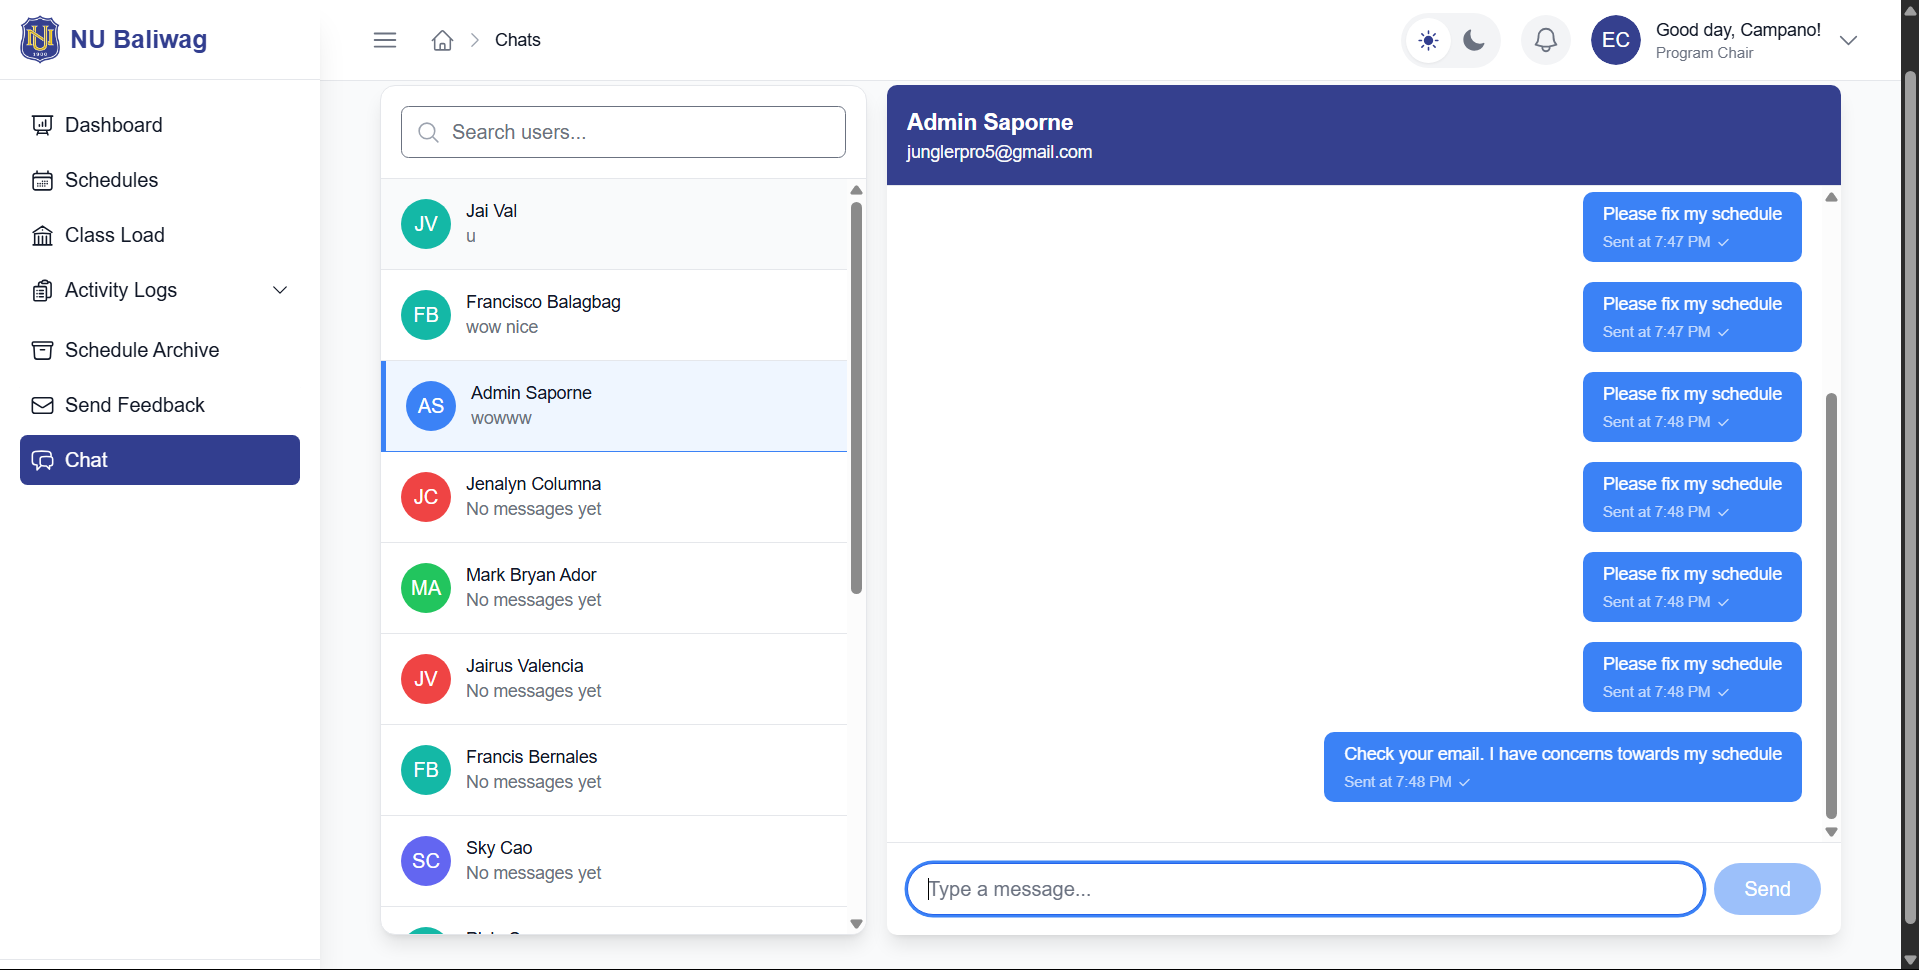 NU Baliwag
Chats
EC
Good day, Campano!
Program Chair
Dashboard
Schedules
Class Load
Activity Logs
Schedule Archive
Send Feedback
Chat
Search users...
JV
Jai Val
u
FB
Francisco Balagbag
wow nice
AS
Admin Saporne
wowww
JC
Jenalyn Columna
No messages yet
MA
Mark Bryan Ador
No messages yet
JV
Jairus Valencia
No messages yet
FB
Francis Bernales
No messages yet
SC
Sky Cao
No messages yet
Admin Saporne
junglerpro5@gmail.com
Please fix my schedule
Sent at 7:47 PM ✓
Please fix my schedule
Sent at 7:47 PM ✓
Please fix my schedule
Sent at 7:48 PM ✓
Please fix my schedule
Sent at 7:48 PM ✓
Please fix my schedule
Sent at 7:48 PM ✓
Please fix my schedule
Sent at 7:48 PM ✓
Check your email. I have concerns towards my schedule
Sent at 7:48 PM ✓
Type a message...
Send